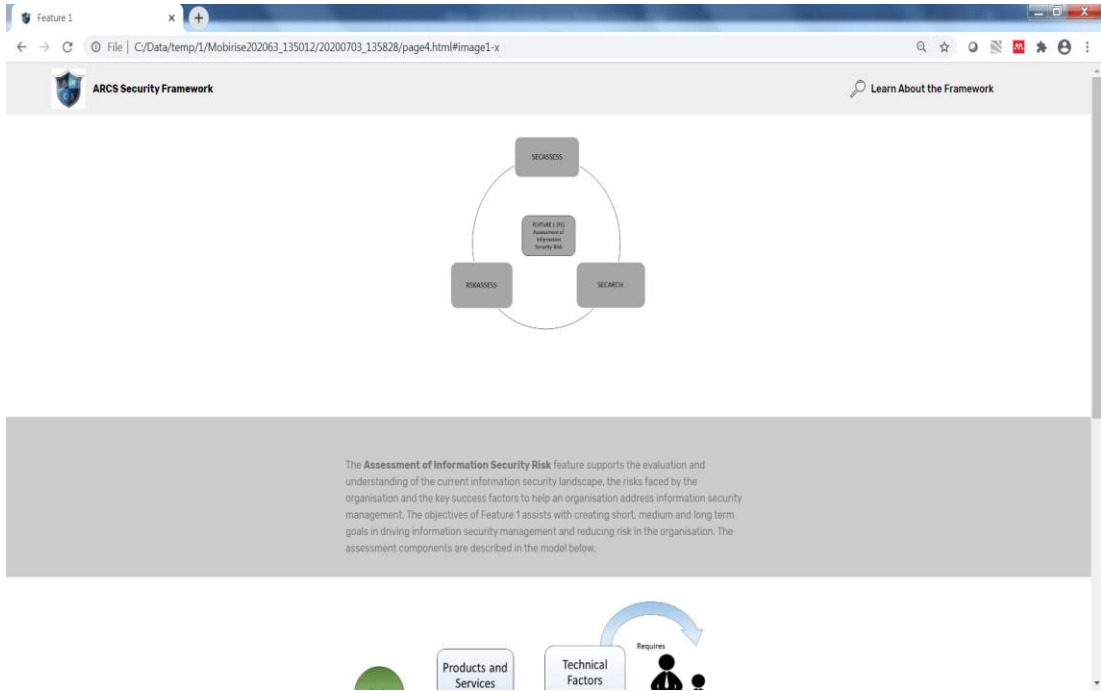 Feature 1
File | C:/Data/temp/1/Mobirise202063_135012/20200703_135828/page4.html#image1-x
ARCS Security Framework
Learn About the Framework
SECASSESS
FEATURE 1 (F1)
Assessment of
Information
Security Risk
RSKASSESS
SECARCH
The Assessment of Information Security Risk feature supports the evaluation and
understanding of the current information security landscape, the risks faced by the
organisation and the key success factors to help an organisation address information security
management. The objectives of Feature 1 assists with creating short, medium and long term
goals in driving information security management and reducing risk in the organisation. The
assessment components are described in the model below.
Requires
Products and
Services
Technical
Factors